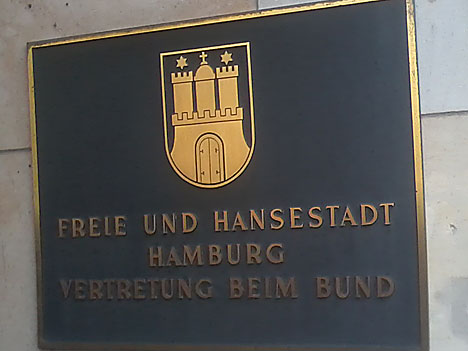 FREIE UND HANSESTADT
HAMBURG
VERTRETUNG BEIM BUND